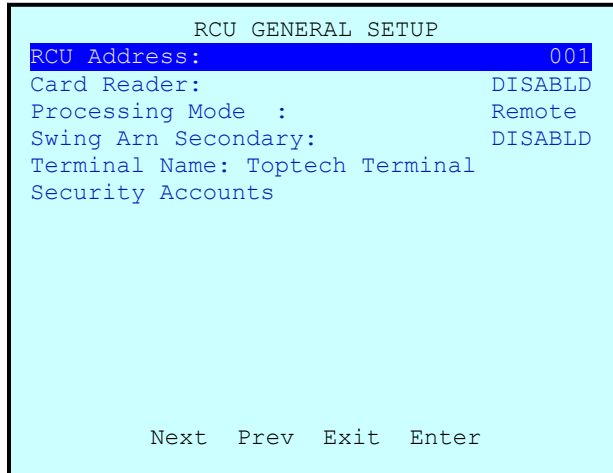 RCU GENERAL SETUP
RCU Address: 001
Card Reader: DISABLD
Processing Mode : Remote
Swing Arn Secondary: DISABLD
Terminal Name: Toptech Terminal
Security Accounts
Next Prev Exit Enter